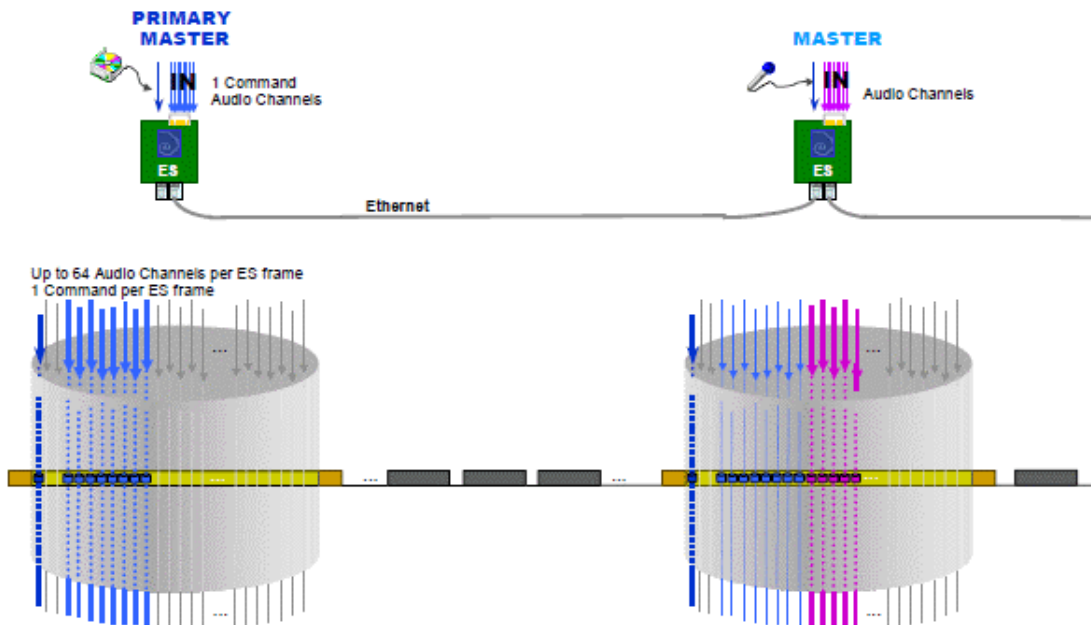 PRIMARY
MASTER
IN
1 Command
Audio Channels
ES
MASTER
IN
Audio Channels
ES
Ethernet
Up to 64 Audio Channels per ES frame
1 Command per ES frame
...
...
...
...
...
...
...
...